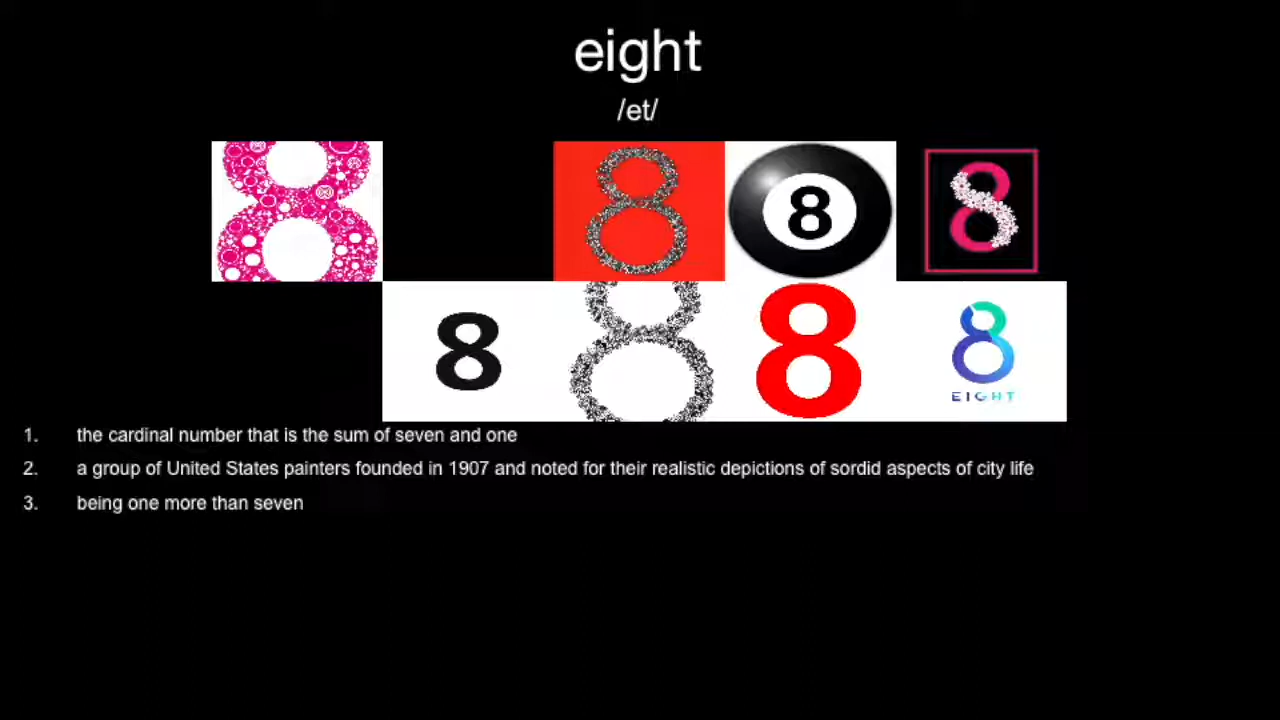 eight
/et/
8 8 8 8
8 8 8 8
EIGHT
1. the cardinal number that is the sum of seven and one
2. a group of United States painters founded in 1907 and noted for their realistic depictions of sordid aspects of city life
3. being one more than seven